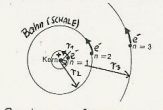 Bahn (SCHALE)
Kern
r₁
e⁻
n=1
r₂
e⁻
n=2
r₃
e⁻
n=3